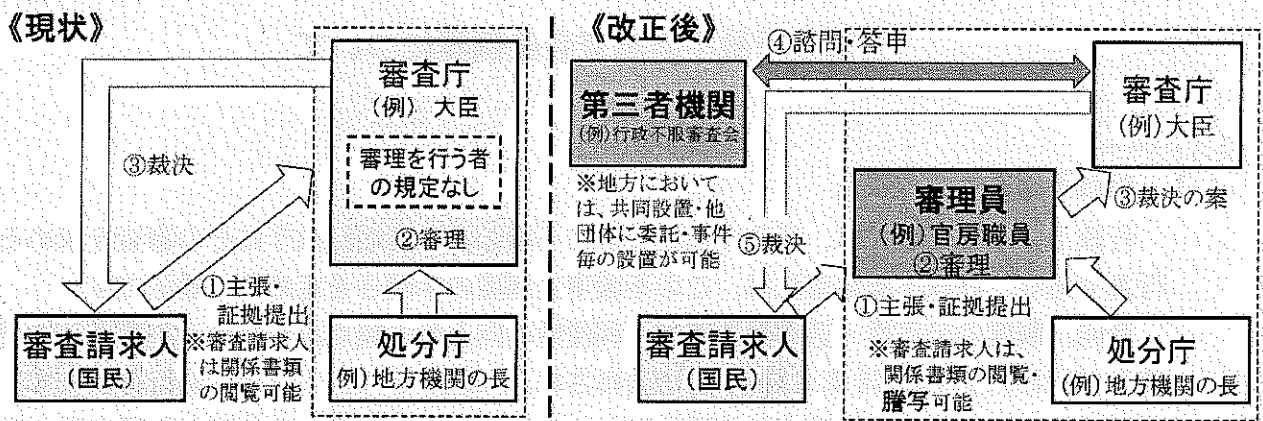 《現状》
審査庁
(例) 大臣
審理を行う者
の規定なし
②審理
③裁決
①主張・
証拠提出
※審査請求人
は関係書類
の閲覧可能
審査請求人
(国民)
処分庁
(例)地方機関の長
《改正後》
④諮問・答申
第三者機関
(例)行政不服審査会
※地方において
は、共同設置・他
団体に委託・事件
毎の設置が可能
審査庁
(例)大臣
審理員
(例)官房職員
②審理
③裁決の案
⑤裁決
①主張・証拠提出
※審査請求人は、
関係書類の閲覧・
謄写可能
審査請求人
(国民)
処分庁
(例)地方機関の長